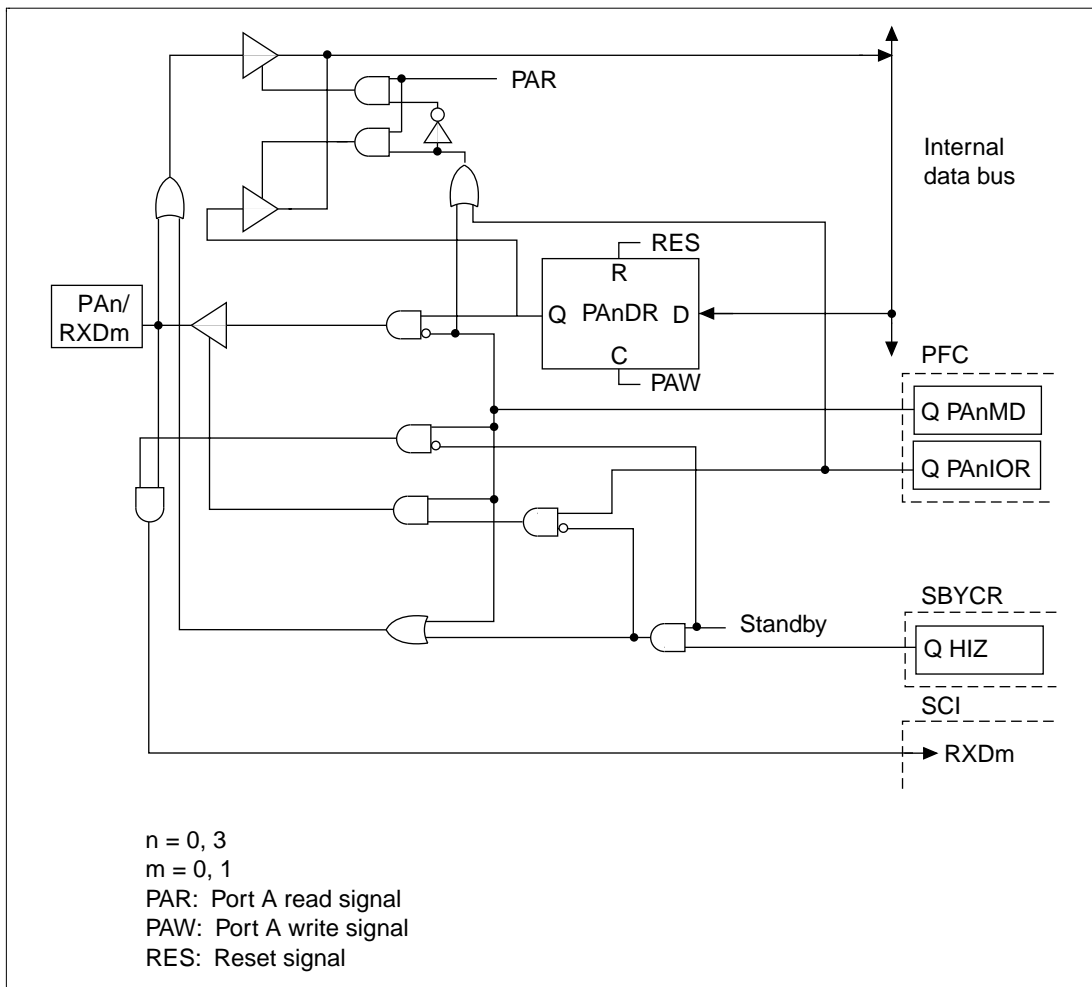 PAR
Internal
data bus
RES
R
PAn/
RXDm
Q PAnDR D
C
PAW
PFC
Q PAnMD
Q PAnIOR
SBYCR
Standby
Q HIZ
SCI
RXDm
n = 0, 3
m = 0, 1
PAR: Port A read signal
PAW: Port A write signal
RES: Reset signal